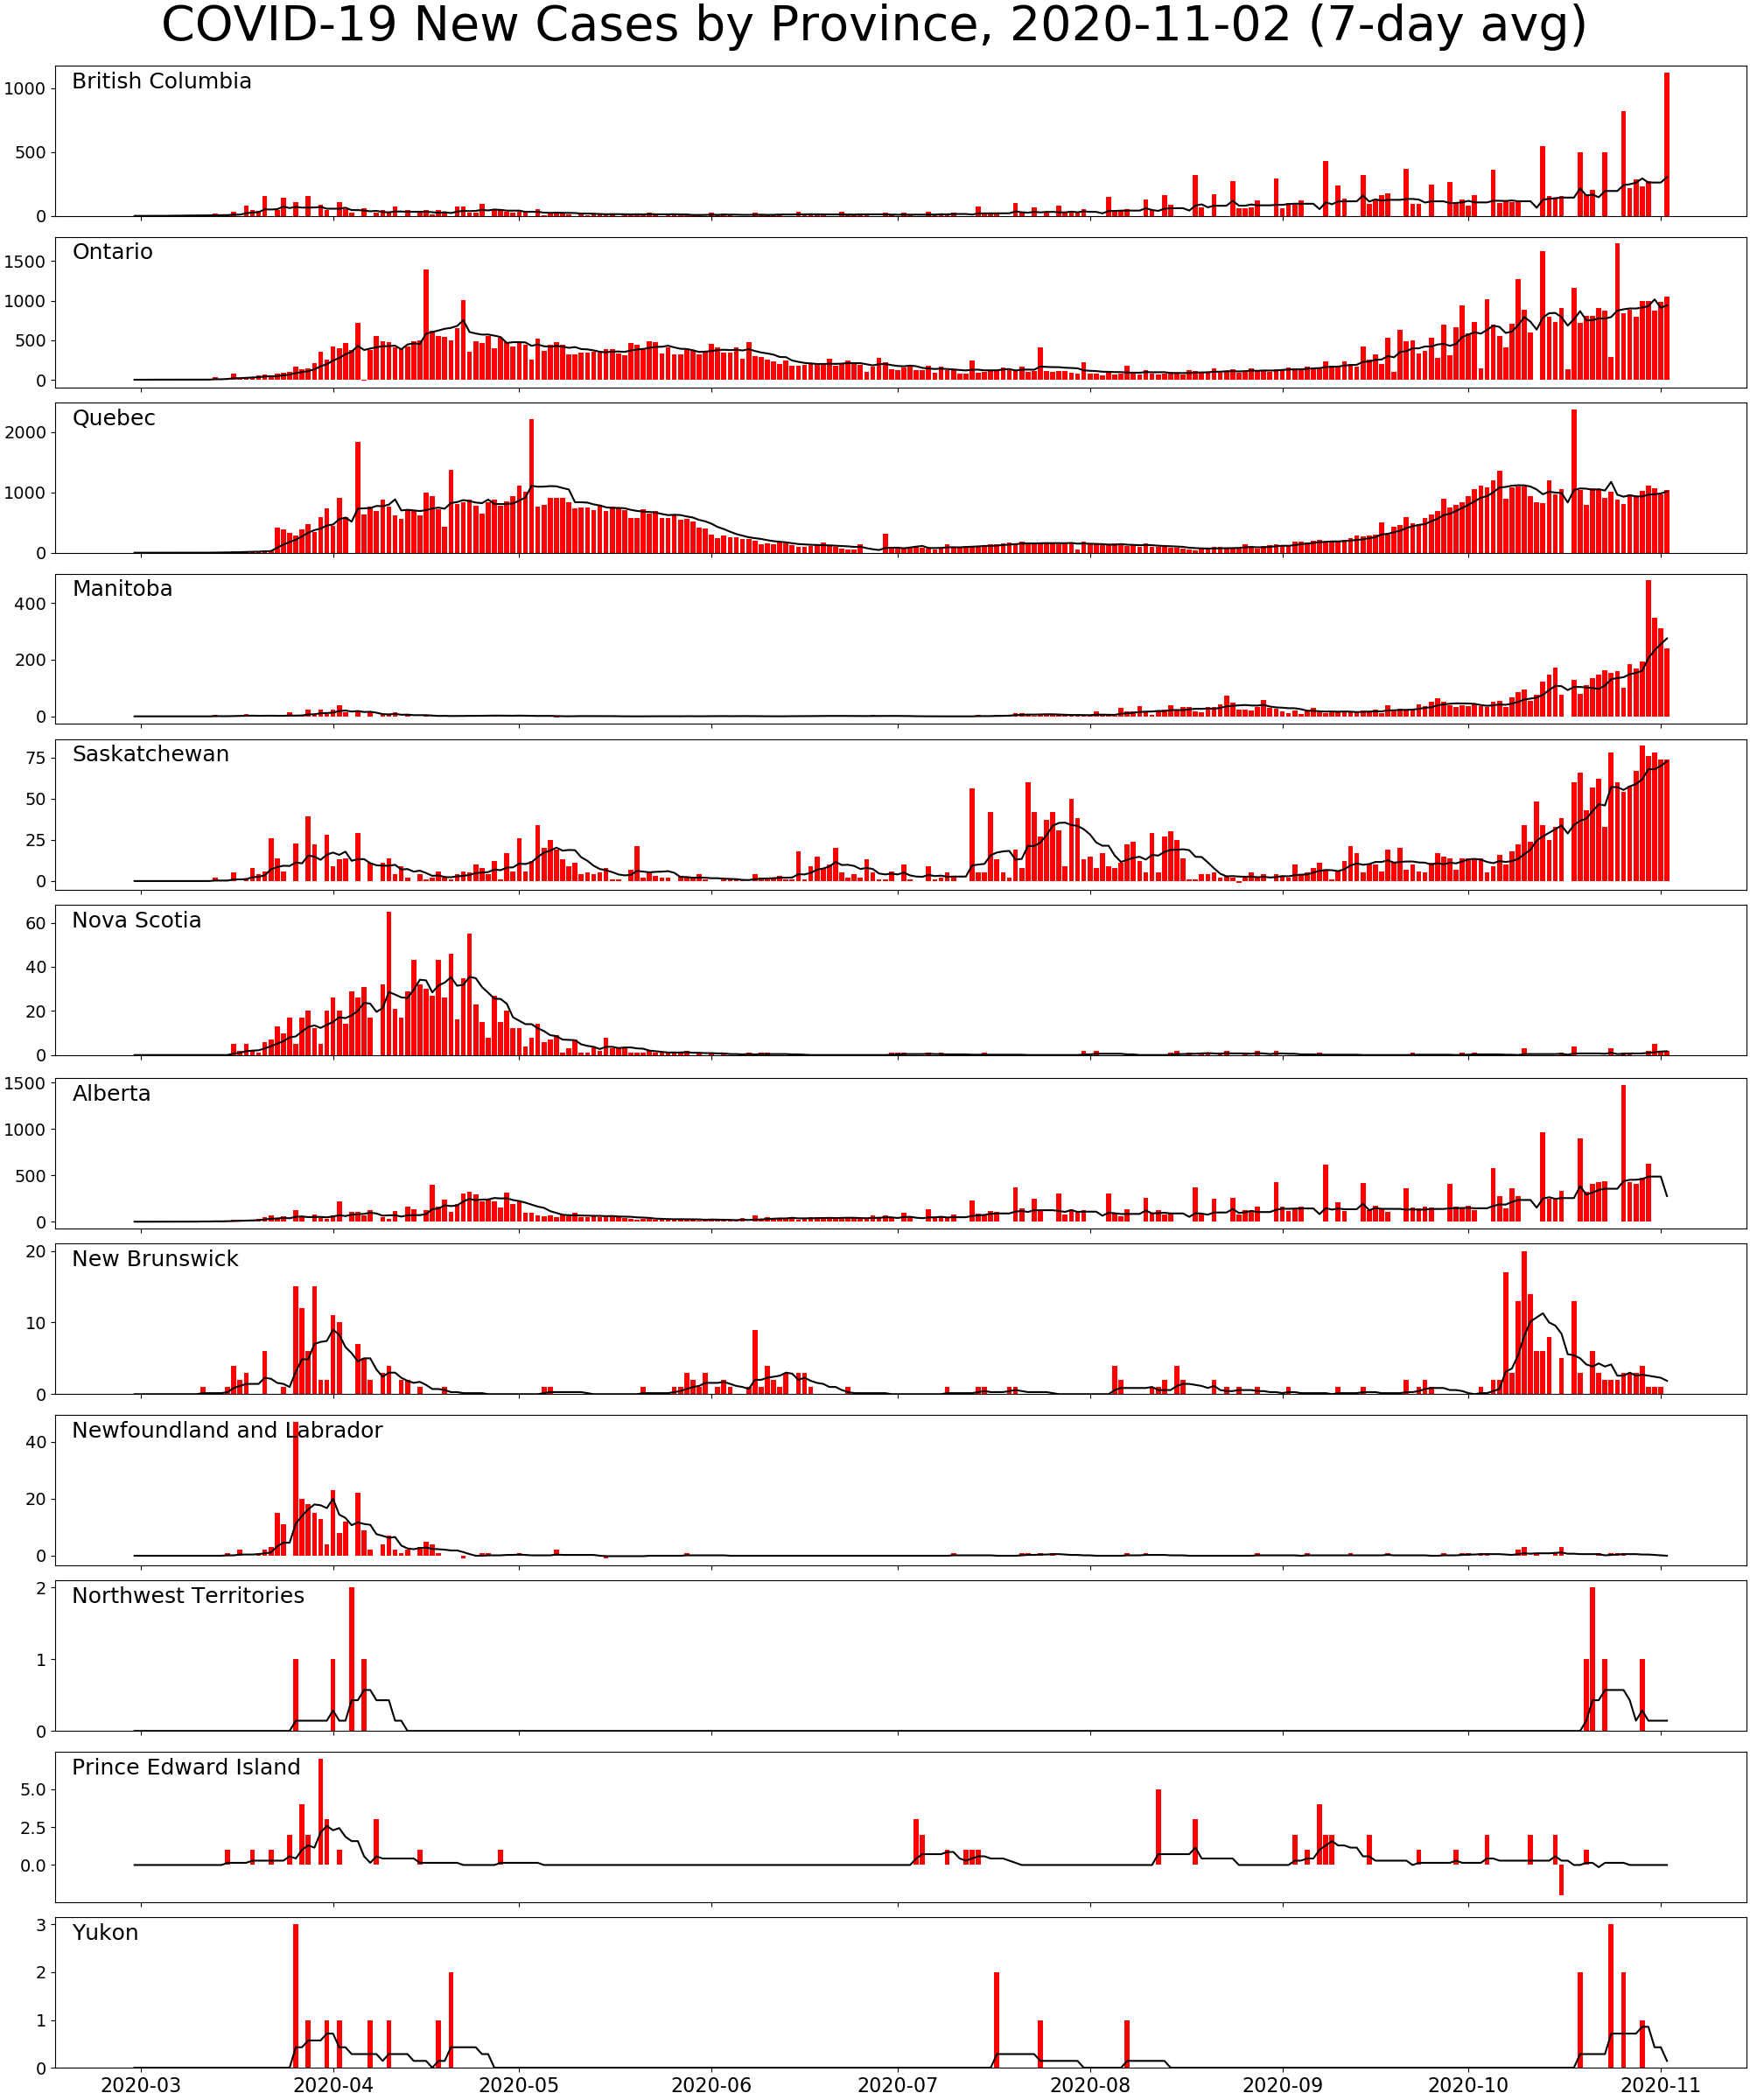 COVID-19 New Cases by Province, 2020-11-02 (7-day avg)
British Columbia
1000
500
0
Ontario
1500
1000
500
0
Quebec
2000
1000
0
Manitoba
400
200
0
Saskatchewan
75
50
25
0
Nova Scotia
60
40
20
0
Alberta
1500
1000
500
0
New Brunswick
20
10
0
Newfoundland and Labrador
40
20
0
Northwest Territories
2
1
0
Prince Edward Island
5.0
2.5
0.0
Yukon
3
2
1
0
2020-03 2020-04 2020-05 2020-06 2020-07 2020-08 2020-09 2020-10 2020-11